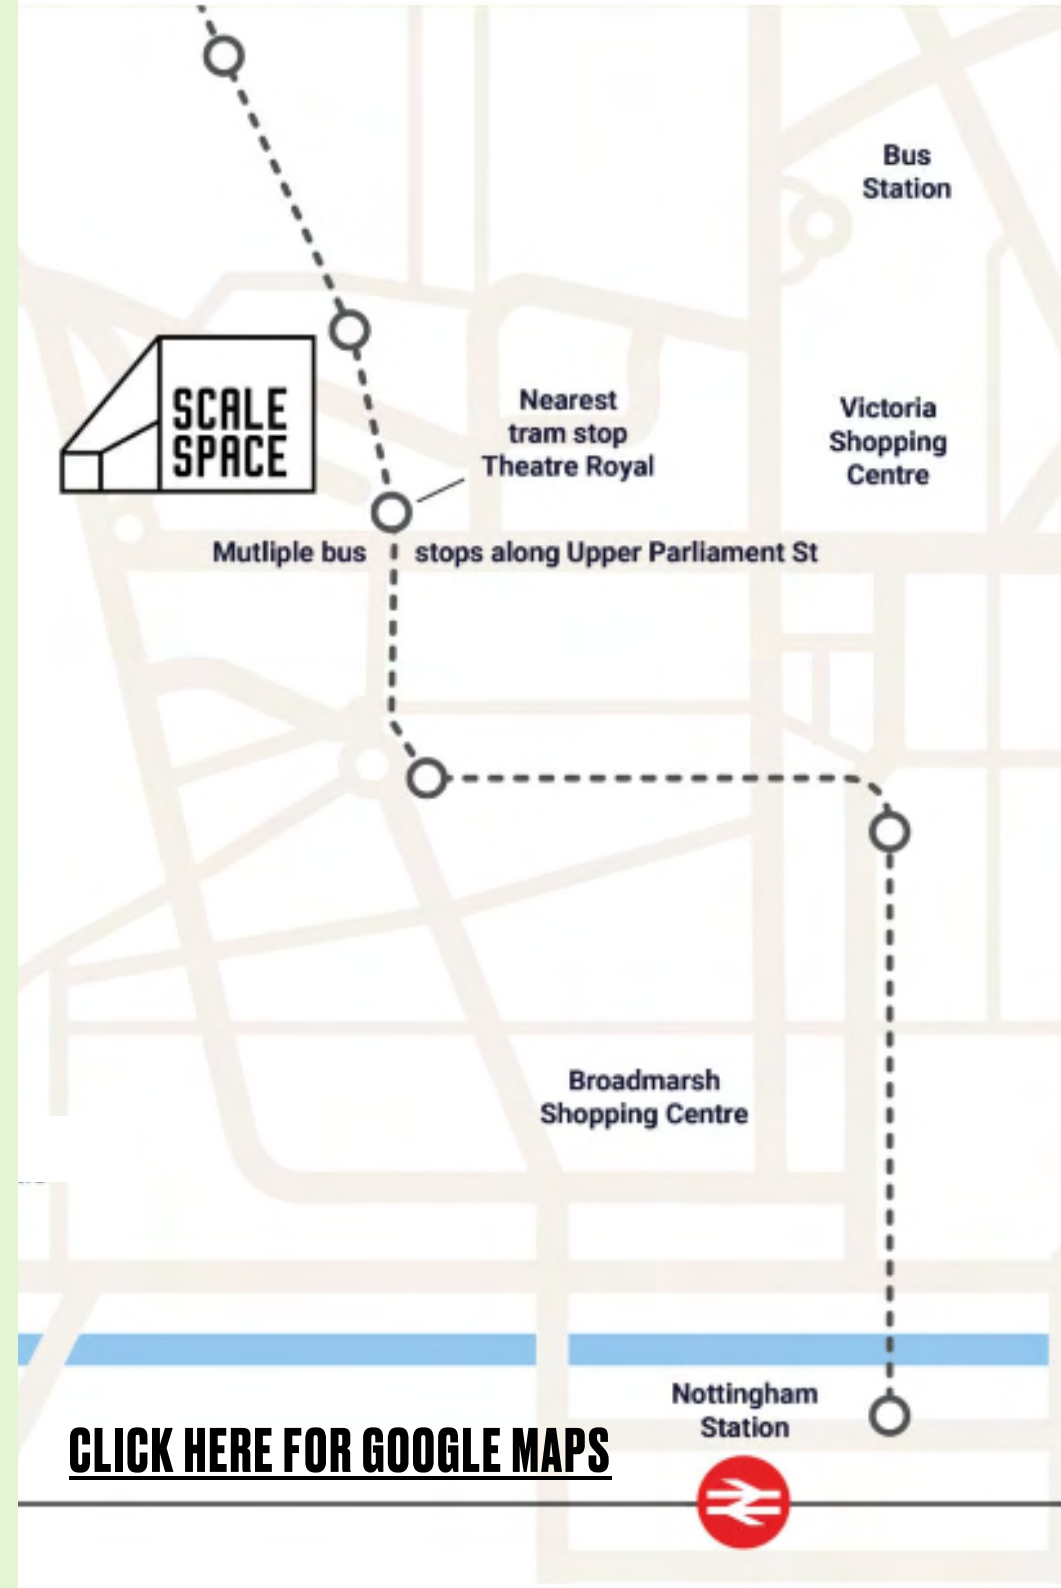 Bus
Station
SCALE
SPACE
Nearest
tram stop
Theatre Royal
Victoria
Shopping
Centre
Mutliple bus stops along Upper Parliament St
Broadmarsh
Shopping Centre
Nottingham
Station
CLICK HERE FOR GOOGLE MAPS